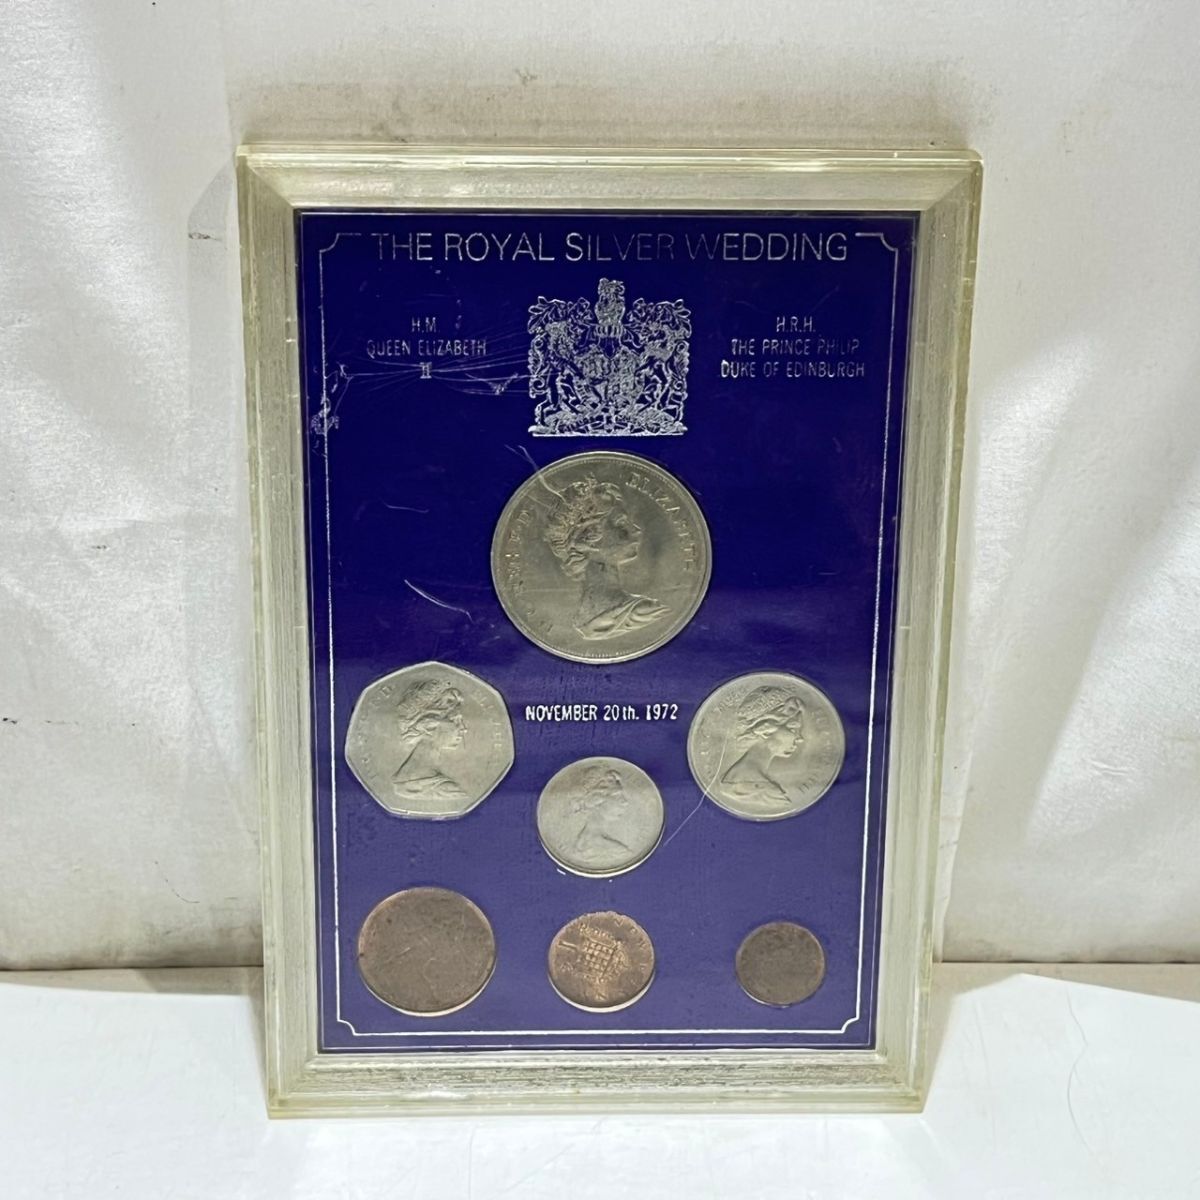 THE ROYAL SILVER WEDDING
H.M.
QUEEN ELIZABETH
II
H.R.H.
THE PRINCE PHILIP
DUKE OF EDINBURGH
ELIZABETH
NOVEMBER 20th. 1972